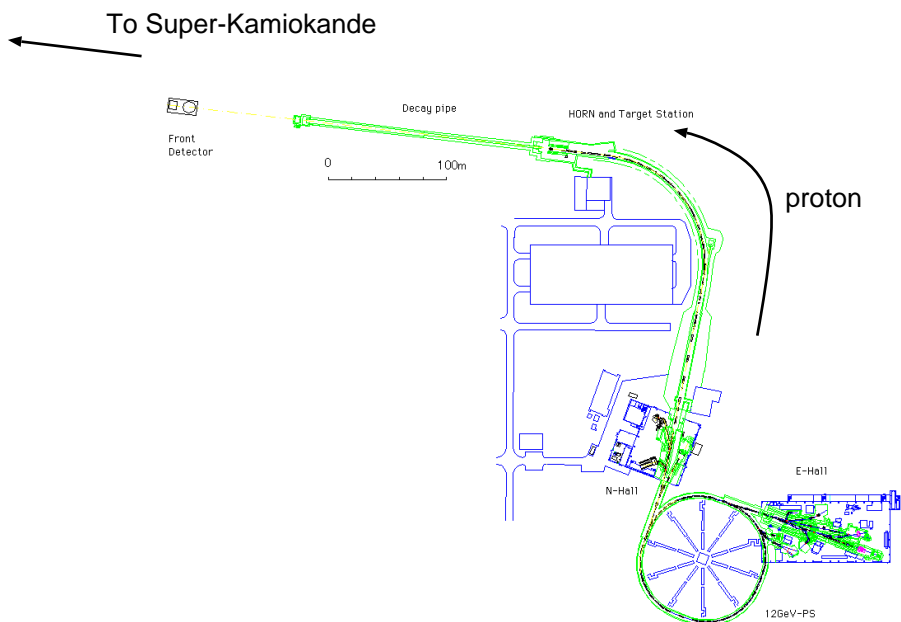 To Super-Kamiokande
Decay pipe
HORN and Target Station
Front
Detector
0 100m
proton
E-Hall
N-Hall
12GeV-PS